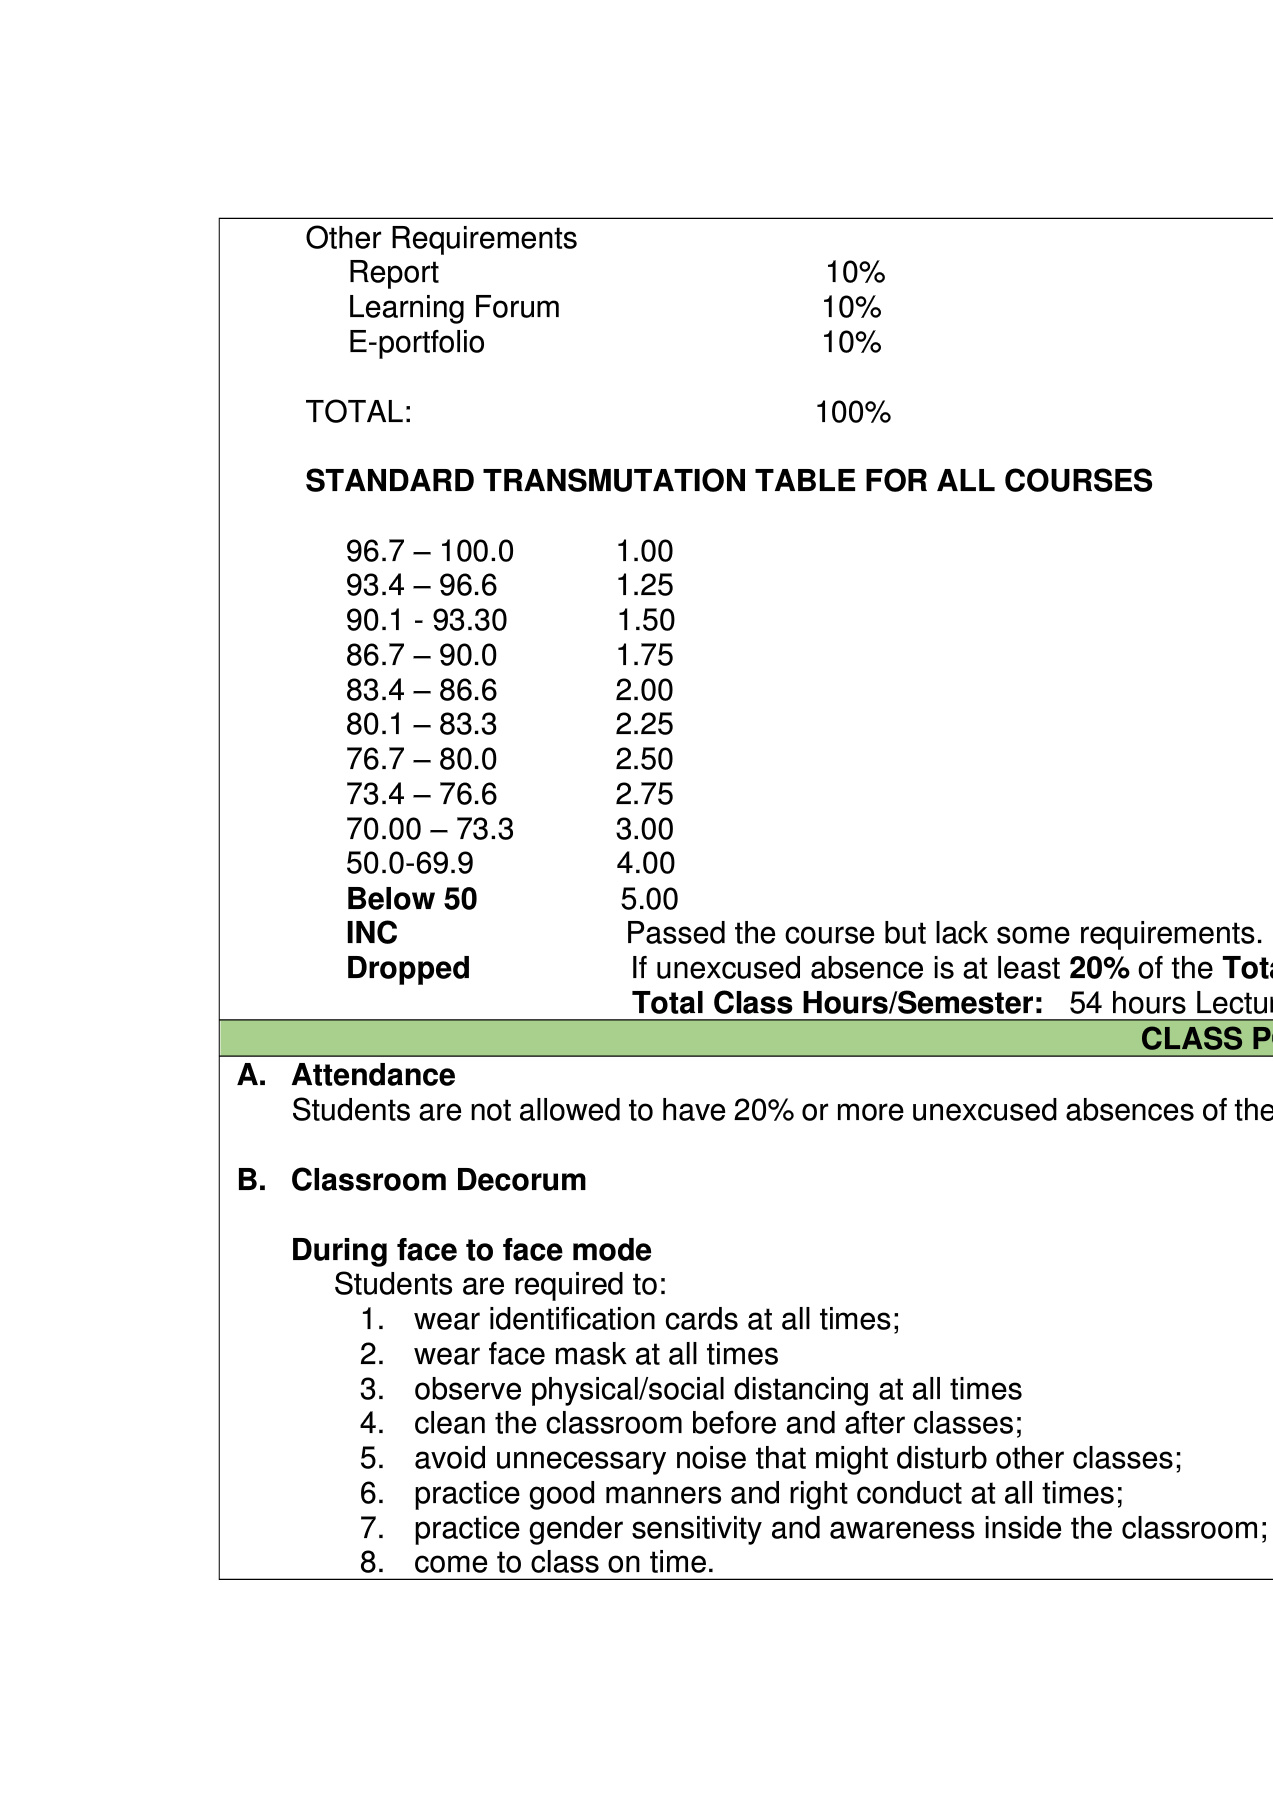 Other Requirements
Report 10%
Learning Forum 10%
E-portfolio 10%
TOTAL: 100%
STANDARD TRANSMUTATION TABLE FOR ALL COURSES
96.7 – 100.0 1.00
93.4 – 96.6 1.25
90.1 - 93.30 1.50
86.7 – 90.0 1.75
83.4 – 86.6 2.00
80.1 – 83.3 2.25
76.7 – 80.0 2.50
73.4 – 76.6 2.75
70.00 – 73.3 3.00
50.0-69.9 4.00
Below 50 5.00
INC Passed the course but lack some requirements.
Dropped If unexcused absence is at least 20% of the
Total Class Hours/Semester: 54 hours
CLASS
A. Attendance
Students are not allowed to have 20% or more unexcused absences of the
B. Classroom Decorum
During face to face mode
Students are required to:
1. wear identification cards at all times;
2. wear face mask at all times
3. observe physical/social distancing at all times
4. clean the classroom before and after classes;
5. avoid unnecessary noise that might disturb other classes;
6. practice good manners and right conduct at all times;
7. practice gender sensitivity and awareness inside the classroom;
8. come to class on time.